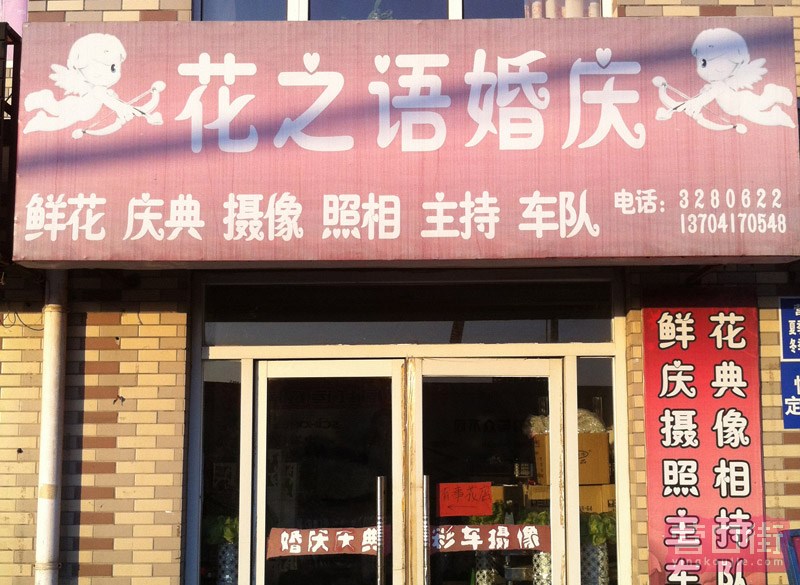 花之语婚庆
鲜花 庆典 摄像 照相 主持 车队
电话：3280622
13704170548
鲜花
庆典
摄像
照相
主持
车队
婚庆庆典
彩车摄像